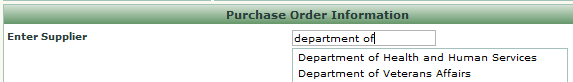 Purchase Order Information
Enter Supplier
department of
Department of Health and Human Services
Department of Veterans Affairs